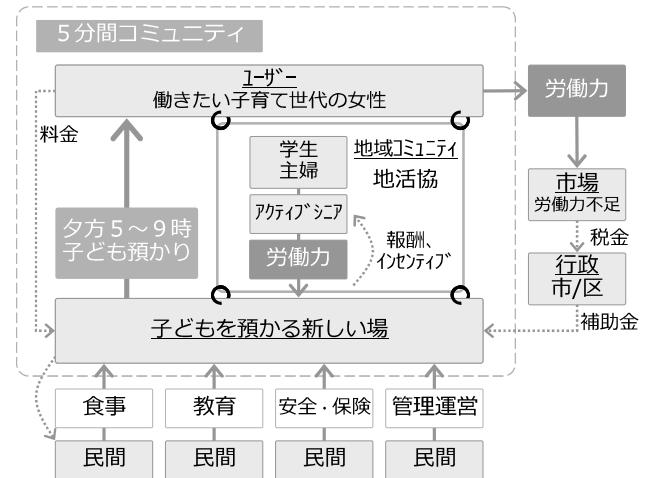 ５分間コミュニティ
ﾕｰｻﾞｰ
働きたい子育て世代の女性
労働力
料金
学生
主婦
地域ｺﾐｭﾆﾃｨ
地活協
ｱｸﾃｨﾌﾞｼﾆｱ
市場
労働力不足
夕方５～９時
子ども預かり
労働力
報酬、
ｲﾝｾﾝﾃｨﾌﾞ
税金
行政
市/区
補助金
子どもを預かる新しい場
食事
教育
安全・保険
管理運営
民間
民間
民間
民間